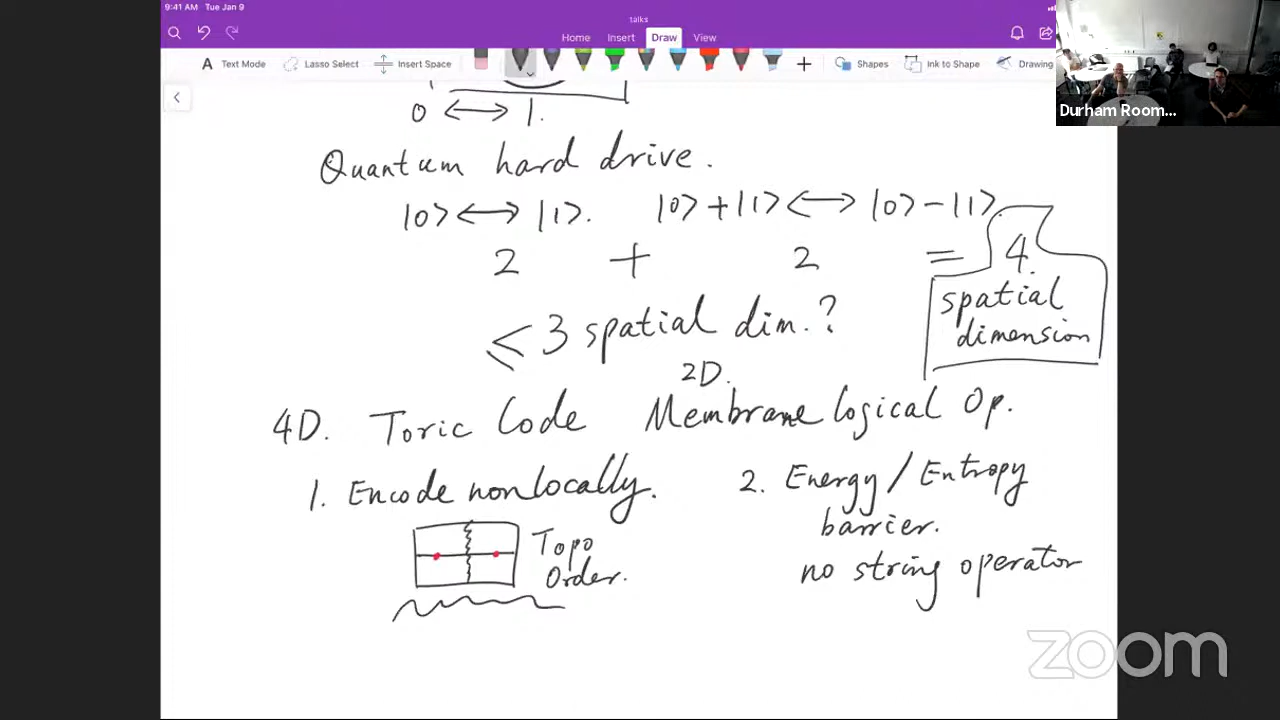 9:41 AM Tue Jan 9
talks
Home Insert Draw View
Text Mode Lasso Select Insert Space Shapes Ink to Shape Drawing
Durham Room...
0 ⟷ 1.
Quantum hard drive.
|0⟩ ⟷ |1⟩. |0⟩+|1⟩ ⟷ |0⟩-|1⟩
2 + 2 = 4.
spatial
dimension
≤ 3 spatial dim.?
2D.
4D. Toric Code Membrane logical Op.
1. Encode nonlocally. 2. Energy/Entropy
barrier.
Topo
Order.
no string operator
zoom